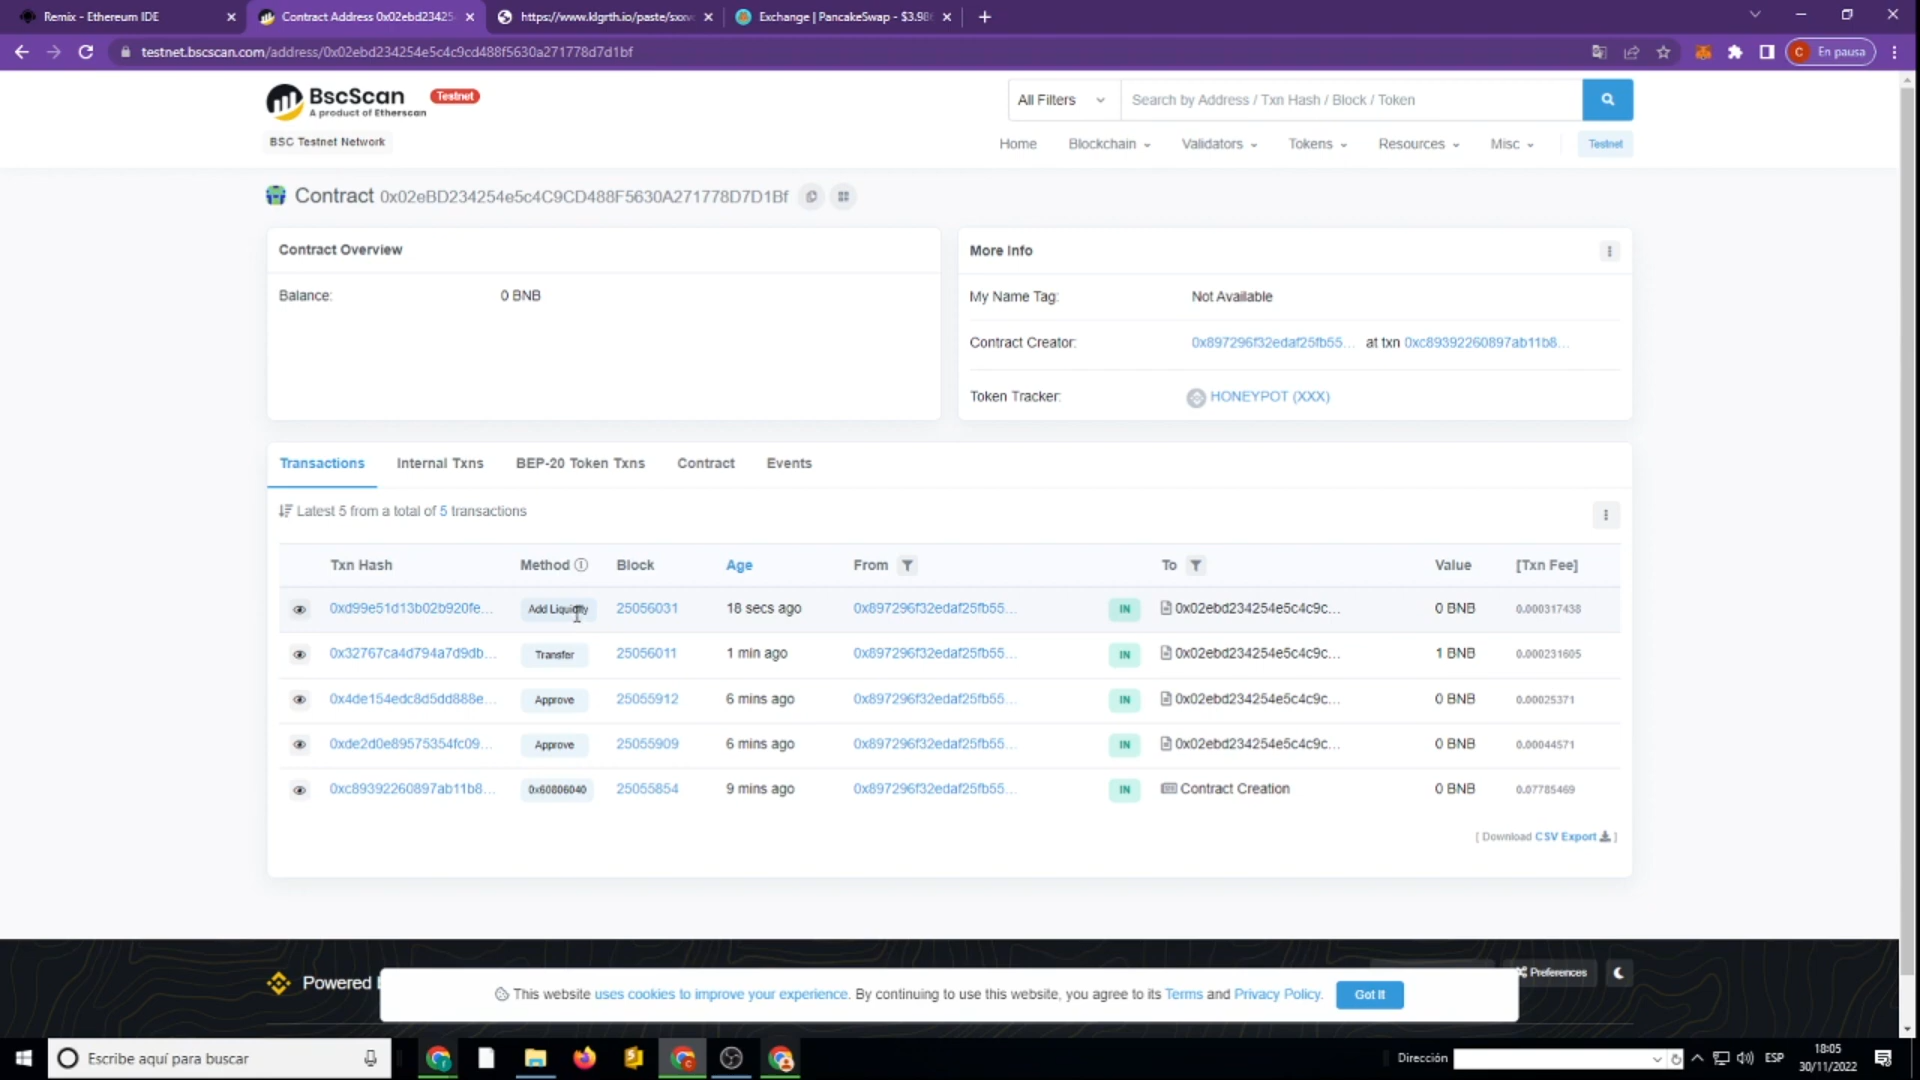 Remix - Ethereum IDE
Contract Address 0x02ebd23425
https://www.ldgrth.io/paste/sxxw
Exchange | PancakeSwap - $3.98
testnet.bscscan.com/address/0x02ebd234254e5c4c9cd488f5630a271778d7d1bf
C En pausa
BscScan
A product of Etherscan
Testnet
BSC Testnet Network
All Filters
Search by Address / Txn Hash / Block / Token
Home Blockchain Validators Tokens Resources Misc Testnet
Contract 0x02eBD234254e5c4C9CD488F5630A271778D7D1Bf
Contract Overview
Balance: 0 BNB
More Info
My Name Tag: Not Available
Contract Creator: 0x897296f32edaf25fb55... at txn 0xc89392260897ab11b8...
Token Tracker: HONEYPOT (XXX)
Transactions Internal Txns BEP-20 Token Txns Contract Events
Latest 5 from a total of 5 transactions
Txn Hash Method Block Age From To Value [Txn Fee]
0xd99e51d13b02b920fe... Add Liquidity 25056031 18 secs ago 0x897296f32edaf25fb55... IN 0x02ebd234254e5c4c9c... 0 BNB 0.000317438
0x32767ca4d794a7d9db... Transfer 25056011 1 min ago 0x897296f32edaf25fb55... IN 0x02ebd234254e5c4c9c... 1 BNB 0.000231605
0x4de154edc8d5dd888e... Approve 25055912 6 mins ago 0x897296f32edaf25fb55... IN 0x02ebd234254e5c4c9c... 0 BNB 0.00025371
0xde2d0e89575354fc09... Approve 25055909 6 mins ago 0x897296f32edaf25fb55... IN 0x02ebd234254e5c4c9c... 0 BNB 0.00044571
0xc89392260897ab11b8... 0x60806040 25055854 9 mins ago 0x897296f32edaf25fb55... IN Contract Creation 0 BNB 0.07785469
[ Download CSV Export ]
Powered
Preferences
This website uses cookies to improve your experience. By continuing to use this website, you agree to its Terms and Privacy Policy.
Got It
Escribe aquí para buscar
Dirección
ESP
18:05
30/11/2022